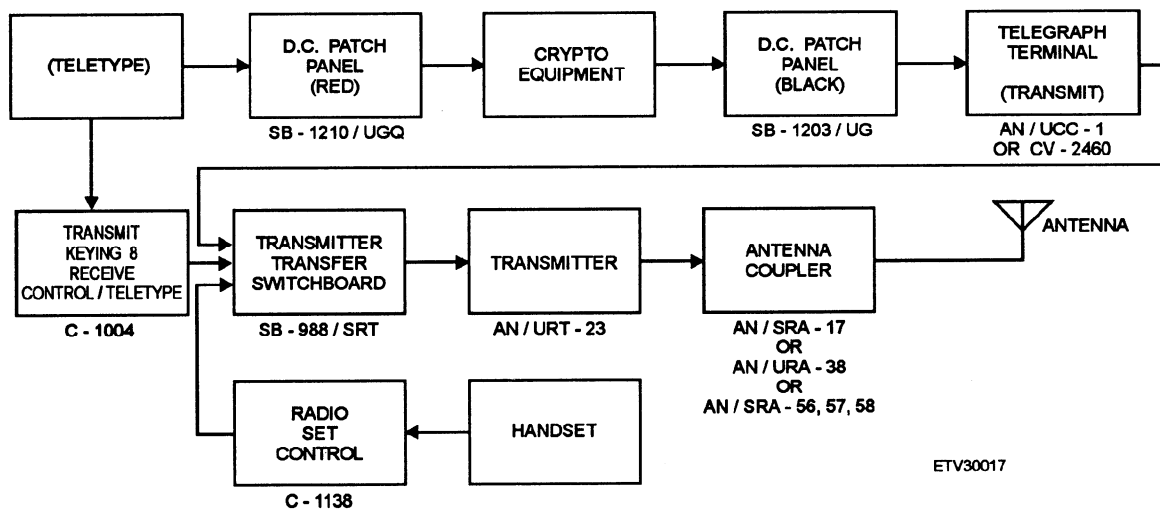 (TELETYPE)
D.C. PATCH
PANEL
(RED)
SB - 1210 / UGQ
CRYPTO
EQUIPMENT
D.C. PATCH
PANEL
(BLACK)
SB - 1203 / UG
TELEGRAPH
TERMINAL
(TRANSMIT)
AN / UCC - 1
OR CV - 2460
TRANSMIT
KEYING 8
RECEIVE
CONTROL / TELETYPE
C - 1004
TRANSMITTER
TRANSFER
SWITCHBOARD
SB - 988 / SRT
TRANSMITTER
AN / URT - 23
ANTENNA
COUPLER
AN / SRA - 17
OR
AN / URA - 38
OR
AN / SRA - 56, 57, 58
ANTENNA
RADIO
SET
CONTROL
C - 1138
HANDSET
ETV30017